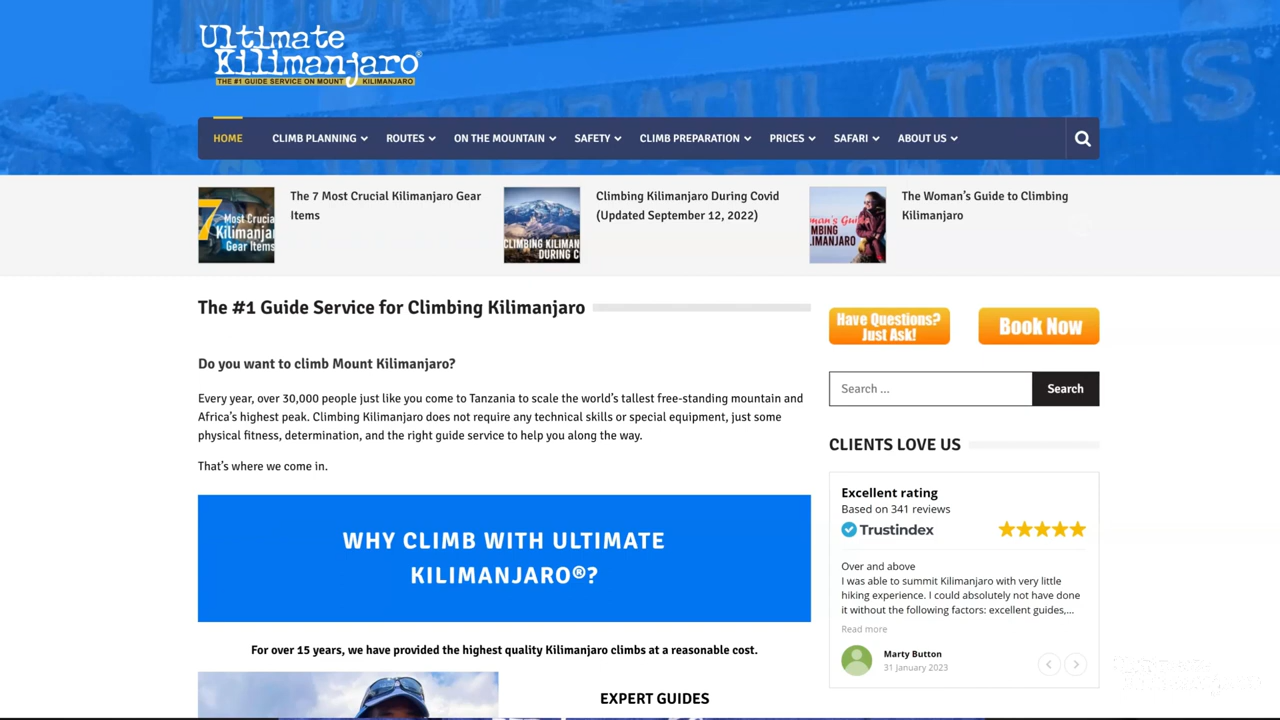 Ultimate
Kilimanjaro®
THE #1 GUIDE SERVICE ON MOUNT KILIMANJARO
CONGRATULATIONS
HOME CLIMB PLANNING ROUTES ON THE MOUNTAIN SAFETY CLIMB PREPARATION PRICES SAFARI ABOUT US
7
Most Crucial
Kilimanjar
Gear Items
The 7 Most Crucial Kilimanjaro Gear
Items
CLIMBING KILIMAN
DURING C
Climbing Kilimanjaro During Covid
(Updated September 12, 2022)
man's Guid
MBING
LIMANJARO
The Woman's Guide to Climbing
Kilimanjaro
The #1 Guide Service for Climbing Kilimanjaro
Do you want to climb Mount Kilimanjaro?
Every year, over 30,000 people just like you come to Tanzania to scale the world's tallest free-standing mountain and
Africa's highest peak. Climbing Kilimanjaro does not require any technical skills or special equipment, just some
physical fitness, determination, and the right guide service to help you along the way.
That's where we come in.
WHY CLIMB WITH ULTIMATE
KILIMANJARO®?
For over 15 years, we have provided the highest quality Kilimanjaro climbs at a reasonable cost.
EXPERT GUIDES
Have Questions?
Just Ask!
Book Now
Search ...
Search
CLIENTS LOVE US
Excellent rating
Based on 341 reviews
Trustindex
Over and above
I was able to summit Kilimanjaro with very little
hiking experience. I could absolutely not have done
it without the following factors: excellent guides,...
Read more
Marty Button
31 January 2023